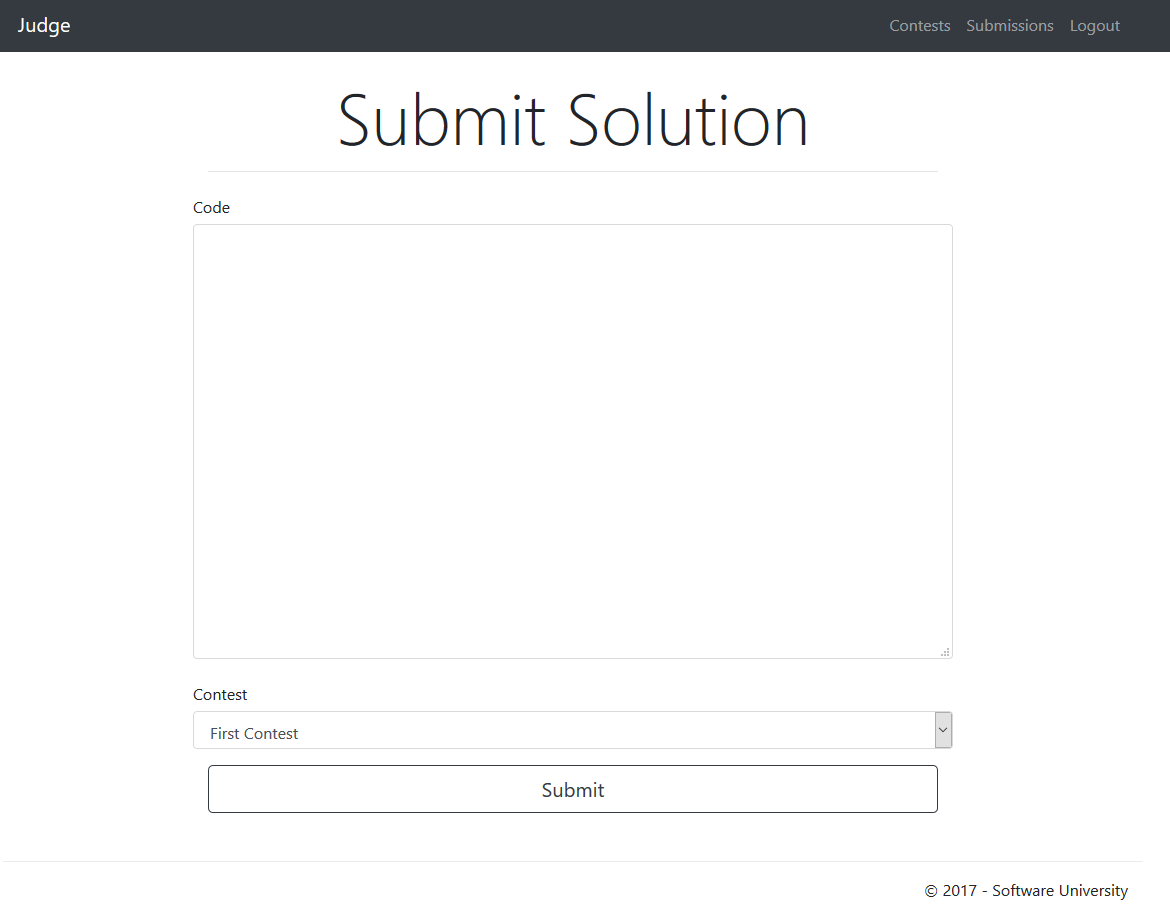 Judge Contests Submissions Logout
Submit Solution
Code
Contest
First Contest
Submit
© 2017 - Software University